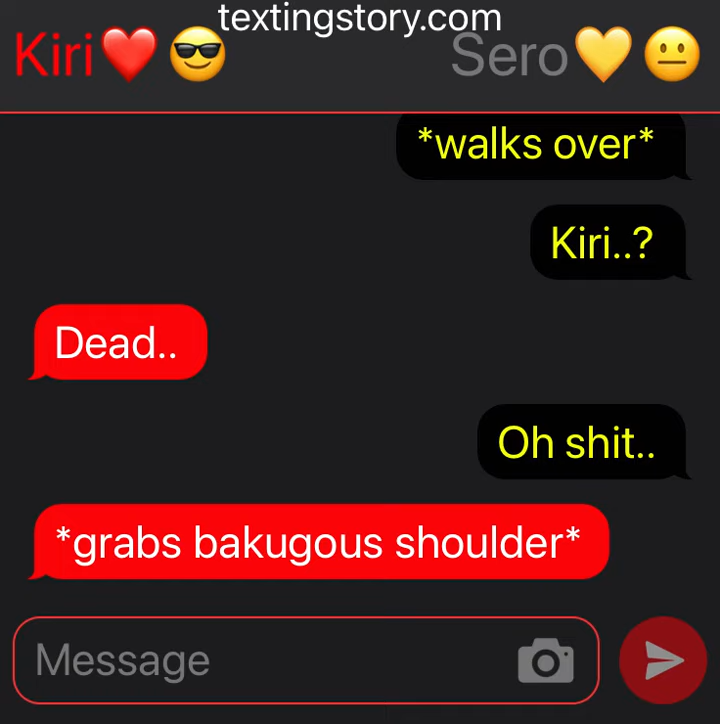 textingstory.com
Kiri❤️😎 Sero💛😐
*walks over*
Kiri..?
Dead..
Oh shit..
*grabs bakugous shoulder*
Message